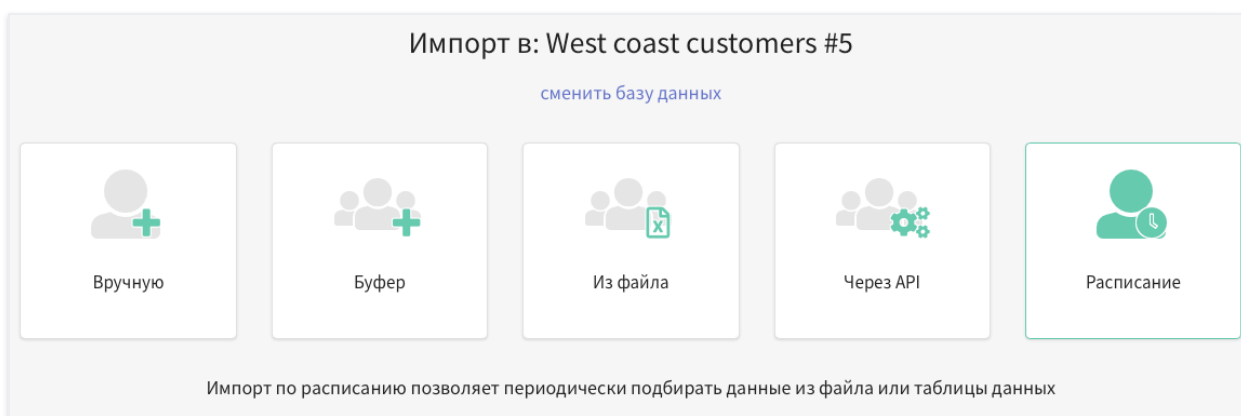 Импорт в: West coast customers #5
сменить базу данных
Вручную
Буфер
Из файла
Через API
Расписание
Импорт по расписанию позволяет периодически подбирать данные из файла или таблицы данных